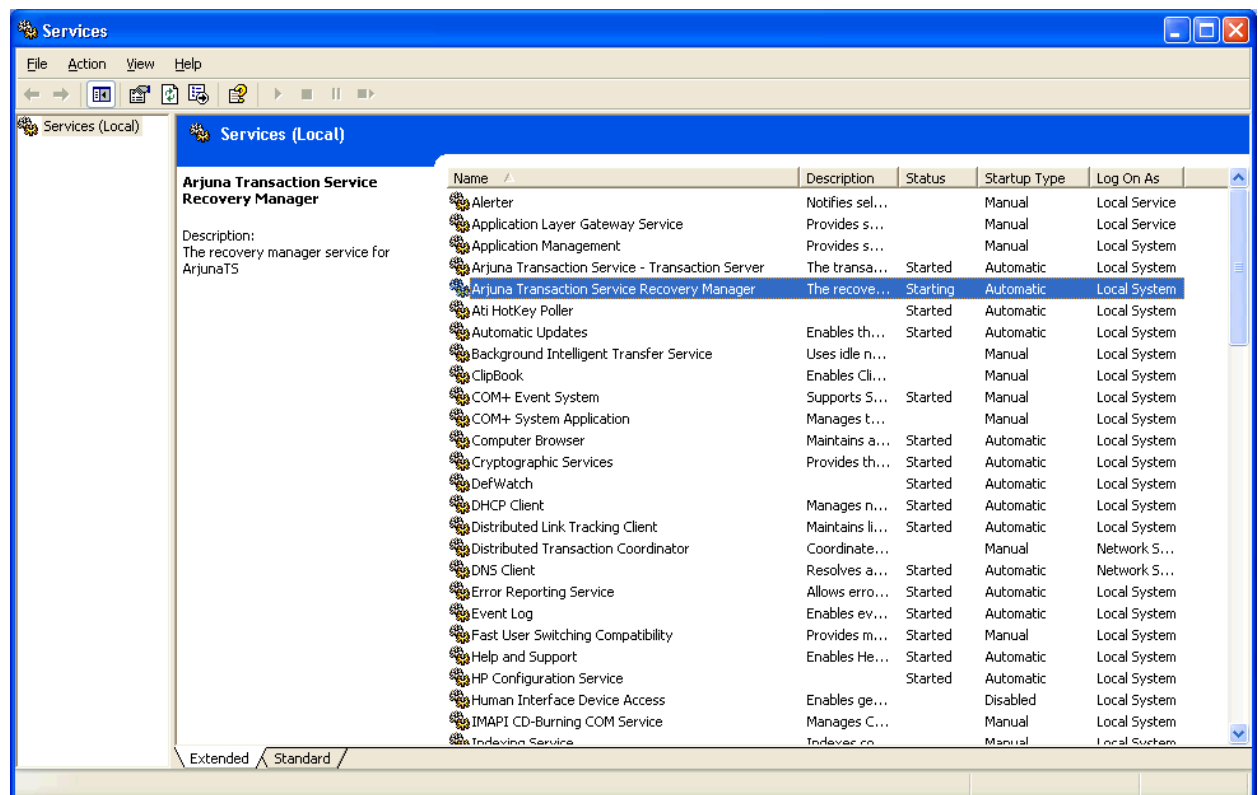 Services
File Action View Help
Services (Local)
Services (Local)
Arjuna Transaction Service
Recovery Manager
Description:
The recovery manager service for
ArjunaTS
Name Description Status Startup Type Log On As
Alerter Notifies sel... Manual Local Service
Application Layer Gateway Service Provides s... Manual Local Service
Application Management Provides s... Manual Local System
Arjuna Transaction Service - Transaction Server The transa... Started Automatic Local System
Arjuna Transaction Service Recovery Manager The recove... Starting Automatic Local System
Ati HotKey Poller Started Automatic Local System
Automatic Updates Enables th... Started Automatic Local System
Background Intelligent Transfer Service Uses idle n... Manual Local System
ClipBook Enables Cli... Manual Local System
COM+ Event System Supports S... Started Manual Local System
COM+ System Application Manages t... Manual Local System
Computer Browser Maintains a... Started Automatic Local System
Cryptographic Services Provides th... Started Automatic Local System
DefWatch Started Automatic Local System
DHCP Client Manages n... Started Automatic Local System
Distributed Link Tracking Client Maintains li... Started Automatic Local System
Distributed Transaction Coordinator Coordinate... Manual Network S...
DNS Client Resolves a... Started Automatic Network S...
Error Reporting Service Allows erro... Started Automatic Local System
Event Log Enables ev... Started Automatic Local System
Fast User Switching Compatibility Provides m... Started Manual Local System
Help and Support Enables He... Started Automatic Local System
HP Configuration Service Started Automatic Local System
Human Interface Device Access Enables ge... Disabled Local System
IMAPI CD-Burning COM Service Manages C... Manual Local System
Indexing Service Indexes co... Manual Local System
Extended Standard